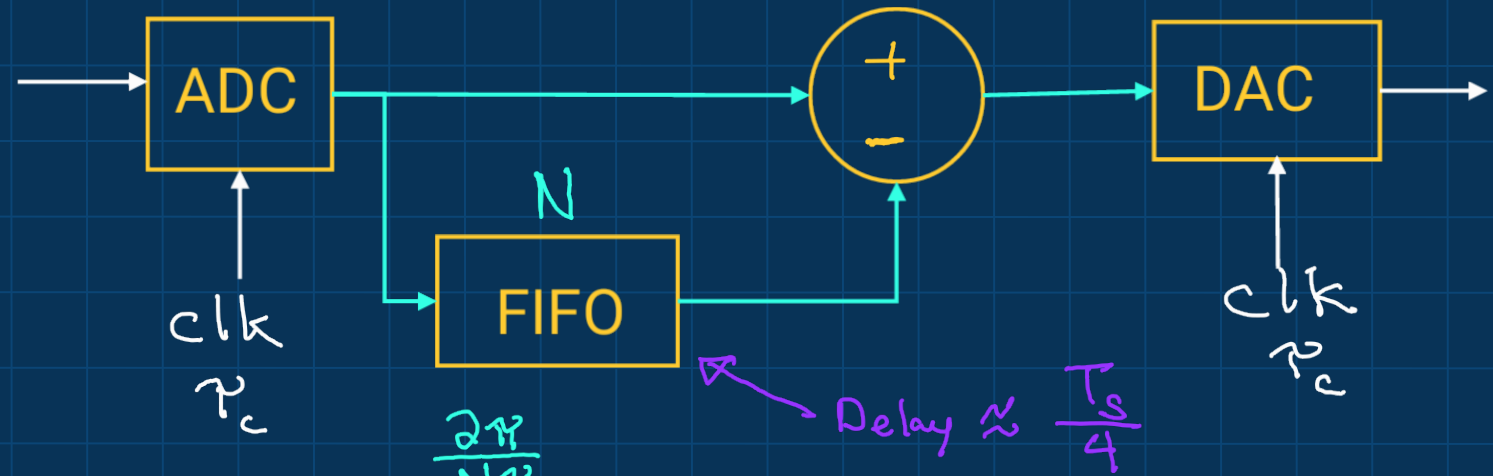 ADC
+
-
DAC
N
FIFO
clk
τc
clk
τc
Delay ≈ Ts/4
2π